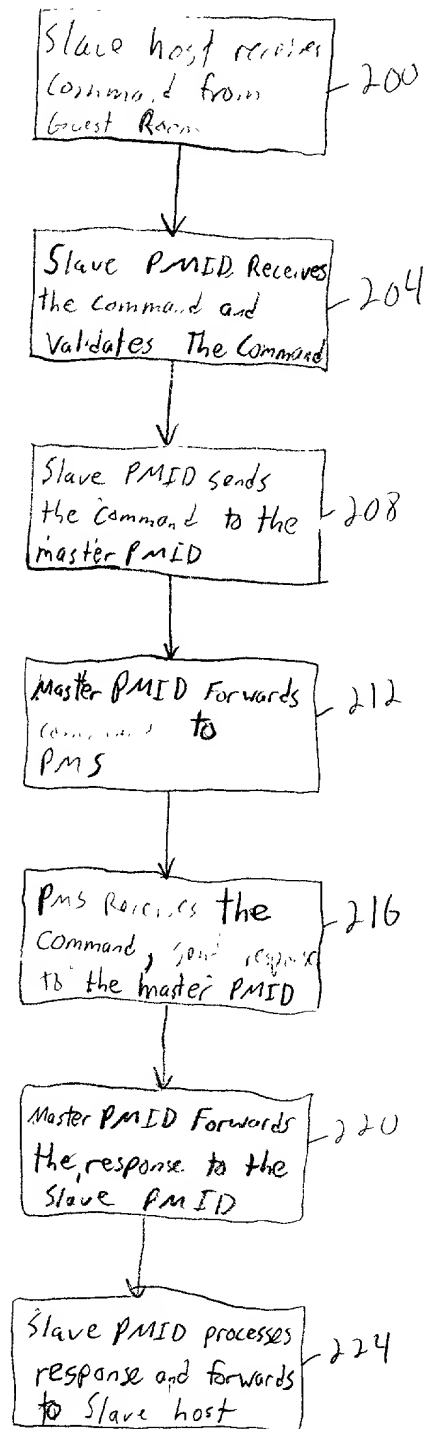 Slave host receives
Command from
Guest Room
200
Slave PMID Receives
the Command and
Validates The Command
204
Slave PMID sends
the command to the
master PMID
208
Master PMID Forwards
command to
PMS
212
PMS Receives the
Command, send response
to the master PMID
216
Master PMID Forwards
the response to the
Slave PMID
220
Slave PMID processes
response and forwards
to Slave host
224